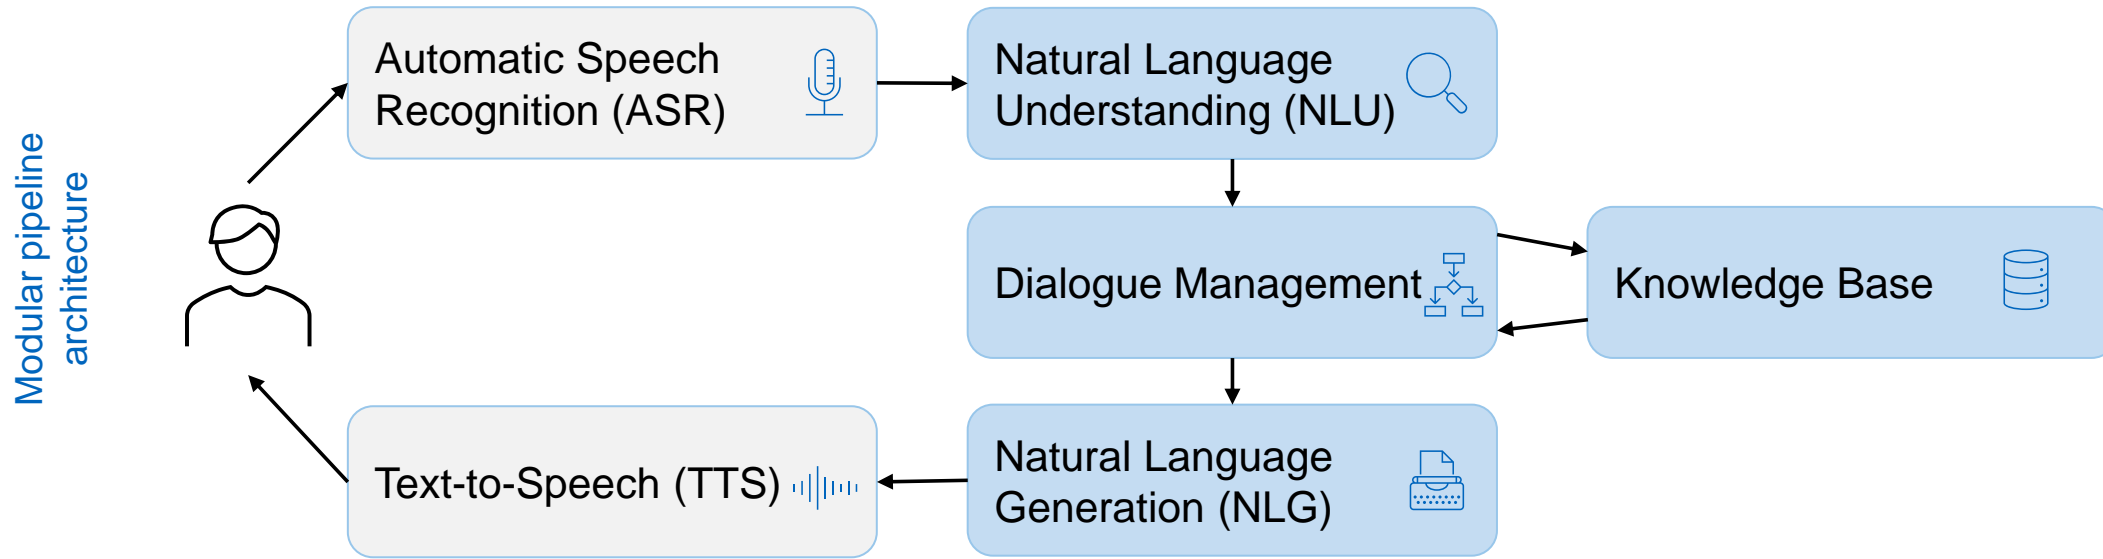 Modular pipeline
architecture
Automatic Speech
Recognition (ASR)
Natural Language
Understanding (NLU)
Dialogue Management
Knowledge Base
Natural Language
Generation (NLG)
Text-to-Speech (TTS)